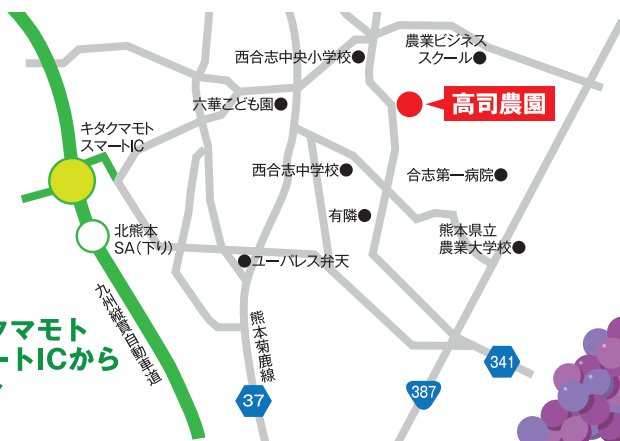 西合志中央小学校
農業ビジネス
スクール
六華こども園
高司農園
キタクマモト
スマートIC
西合志中学校
合志第一病院
有隣
熊本県立
農業大学校
北熊本
SA(下り)
ユーパレス弁天
九州縦貫自動車道
熊本菊鹿線
クマモト
ートICから
341
387
37